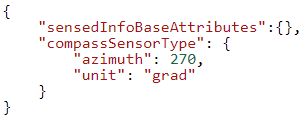 {
    "sensedInfoBaseAttributes":{},
    "compassSensorType": {
        "azimuth": 270,
        "unit": "grad"
    }
}